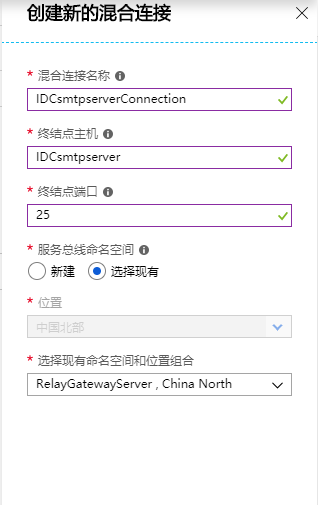 创建新的混合连接
* 混合连接名称
IDCsmtpserverConnection
* 终结点主机
IDCsmtpserver
* 终结点端口
25
* 服务总线命名空间
新建 选择现有
* 位置
中国北部
* 选择现有命名空间和位置组合
RelayGatewayServer , China North